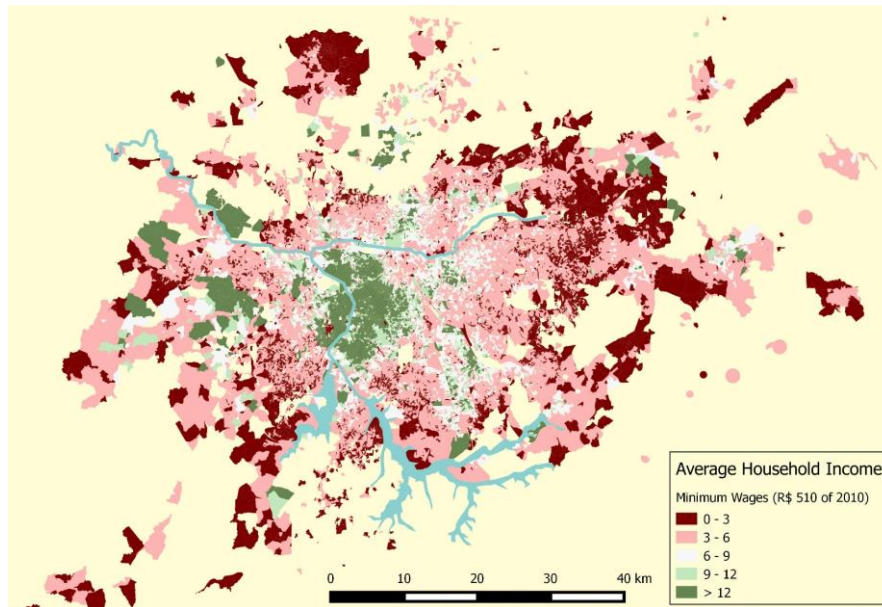 Average Household Income
Minimum Wages (R$ 510 of 2010)
0 - 3
3 - 6
6 - 9
9 - 12
> 12
0 10 20 30 40 km